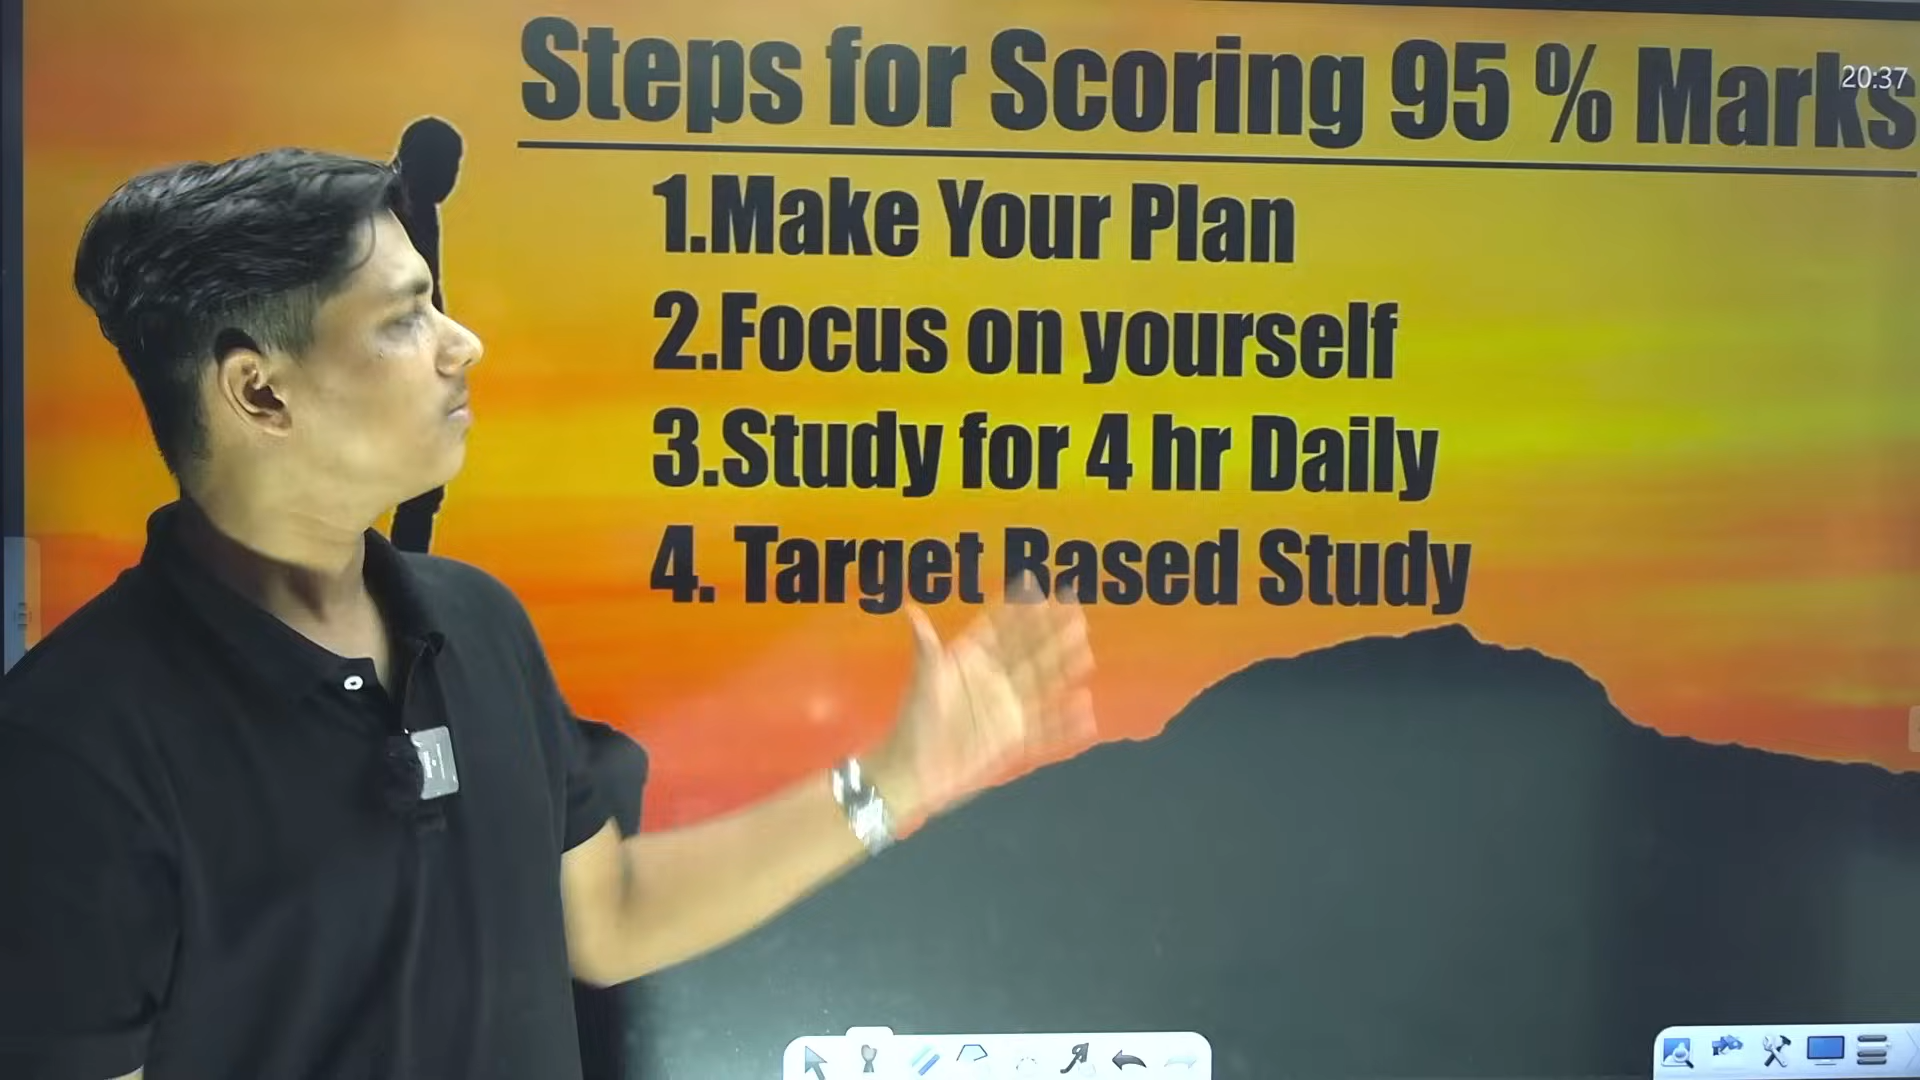 Steps for Scoring 95 % Marks
20:37
1.Make Your Plan
2.Focus on yourself
3.Study for 4 hr Daily
4. Target Based Study